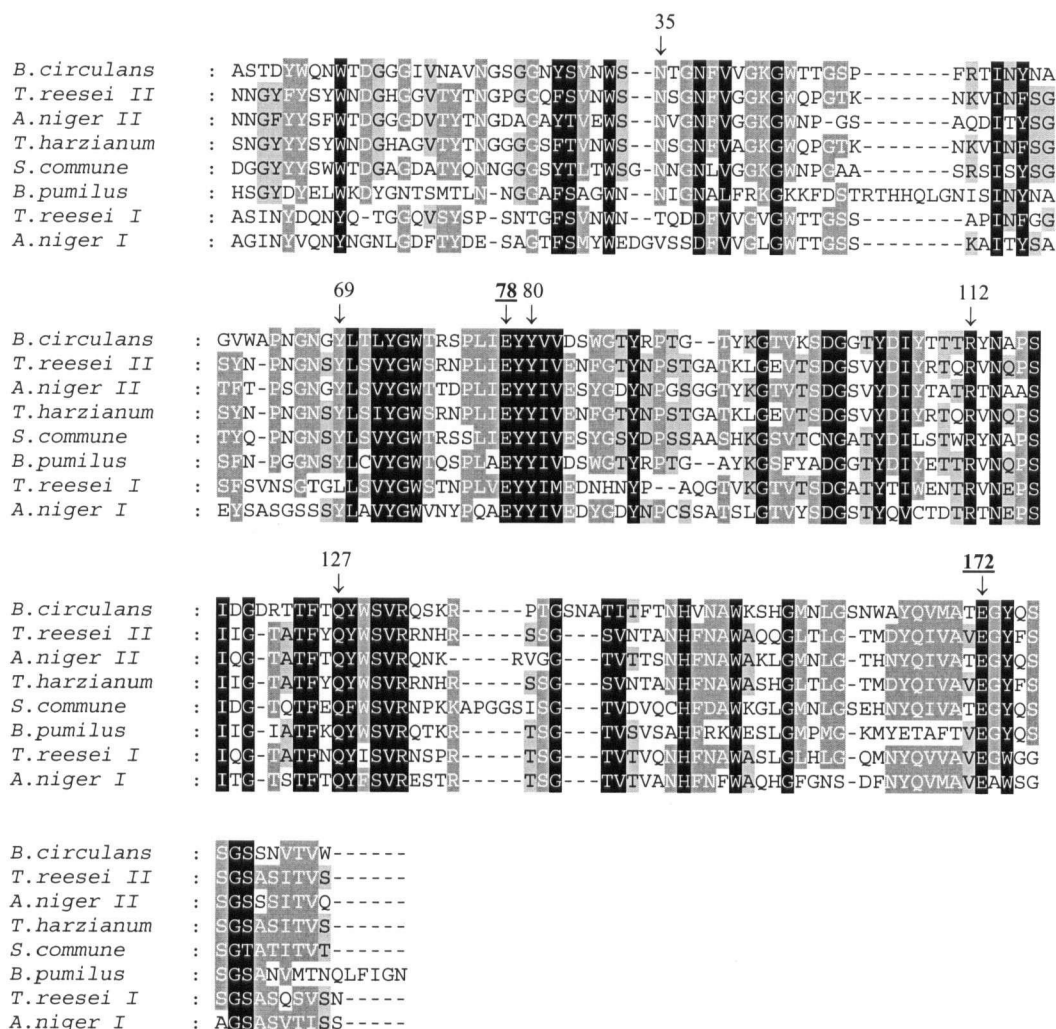 35
B.circulans : ASTDYWQNWTDGGGIVNAVNGSGGNYSVNWS-NTGNFVVGKGWTTGSP--------FRTINYNA
T.reesei II : NNGYFYSYWNDGHGGVTYTNGPGGQFSVNWS-NSGNFVGGKGWQPGTK--------NKVINFSG
A.niger II : NNGFYYSFWTDGGGDVTYTNGDAGAYTVEWS-NVGNFVGGKGWNP-GS--------AQDITYSG
T.harzianum : SNGYYYSYWNDGHAGVTYTNGGGGSFTVNWS-NSGNFVAGKGWQPGTK--------NKVINFSG
S.commune : DGGYYYSWWTDGAGDATYQNNGGGSYTLTWSGNNGNLVGGKGWNPGAA--------SRSISYSG
B.pumilus : HSGYDYELWKDYGNTSMTLN-NGGAFSAGWN-NIGNALFRKGKKFDSTRTHHQLGNISINYNA
T.reesei I : ASINYDQNYQ-TGGQVSYSP-SNTGFSVNWN-TQDDFVVGVGWTTGSS--------APINFGG
A.niger I : AGINYVQNYNGNLGDFTYDE-SAGTFSMYWEDGVSSDFVVGLGWTTGSS--------KAITYSA
69 78 80 112
B.circulans : GVWAPNGNGYLTLYGWTRSPLIEYYVVDSWGTYRPTG--TYKGTVKSDGGTYDIYTTTRYNAPS
T.reesei II : SYN-PNGNSYLSVYGWSRNPLIEYYIVENFGTYNPSTGATKLGEVTSDGSVYDIYRTQRVNQPS
A.niger II : TFT-PSGNGYLSVYGWTTDPLIEYYIVESYGDYNPGSGGTYKGTVTSDGSVYDIYTATRTNAAS
T.harzianum : SYN-PNGNSYLSIYGWSRNPLIEYYIVENFGTYNPSTGATKLGEVTSDGSVYDIYRTQRVNQPS
S.commune : TYQ-PNGNSYLSVYGWTRSSLIEYYIVESYGSYDPSSAASHKGSVTCNGATYDILSTWRYNAPS
B.pumilus : SFN-PGGNSYLCVYGWTQSPLAEYYIVDSWGTYRPTG--AYKGSFYADGGTYDIYETTRVNQPS
T.reesei I : SFSVNSGTGLLSVYGWSTNPLVEYYIMEDNHNYP--AQGTVKGTVTSDGATYTIWENTRVNEPS
A.niger I : EYSASGSSSYLAVYGWVNYPQAEYYIVEDYGDYNPCSSATSLGTVYSDGSTYQVCTDTRTNEPS
127 172
B.circulans : IDGDRTTFTQYWSVRQSKR-----PTGSNATITFTNHVNAWKSHGMNLGSNWAYQVMATEGYQS
T.reesei II : IIG-TATFYQYWSVRRNHR-----SSG---SVNTANHFNAWAQQGLTLG-TMDYQIVAVEGYFS
A.niger II : IQG-TATFTQYWSVRQNK-----RVGG---TVTTSNHFNAWAKLGMNLG-THNYQIVATEGYQS
T.harzianum : IIG-TATFYQYWSVRRNHR-----SSG---SVNTANHFNAWASHGLTLG-TMDYQIVAVEGYFS
S.commune : IDG-TQTFEQFWSVRNPKKAPGGSISG---TVDVQCHFDAWKGLGMNLGSEHNYQIVATEGYQS
B.pumilus : IIG-IATFKQYWSVRQTKR-----TSG---TVSVSAHFRKWESLGMPMG-KMYETAFTVEGYQS
T.reesei I : IQG-TATFNQYISVRNSPR-----TSG---TVTVQNHFNAWASLGLHLG-QMNYQVVAVEGWGG
A.niger I : ITG-TSTFTQYFSVRESTR-----TSG---TVTVANHFNFWAQHGFGNS-DFNYQVMAVEAWSG
B.circulans : SGSSNVTVW------
T.reesei II : SGSASITVS------
A.niger II : SGSSSITVQ------
T.harzianum : SGSASITVS------
S.commune : SGTATITVT------
B.pumilus : SGSANVMTNQLFIGN
T.reesei I : SGSASQSVSN-----
A.niger I : AGSASVTISS-----